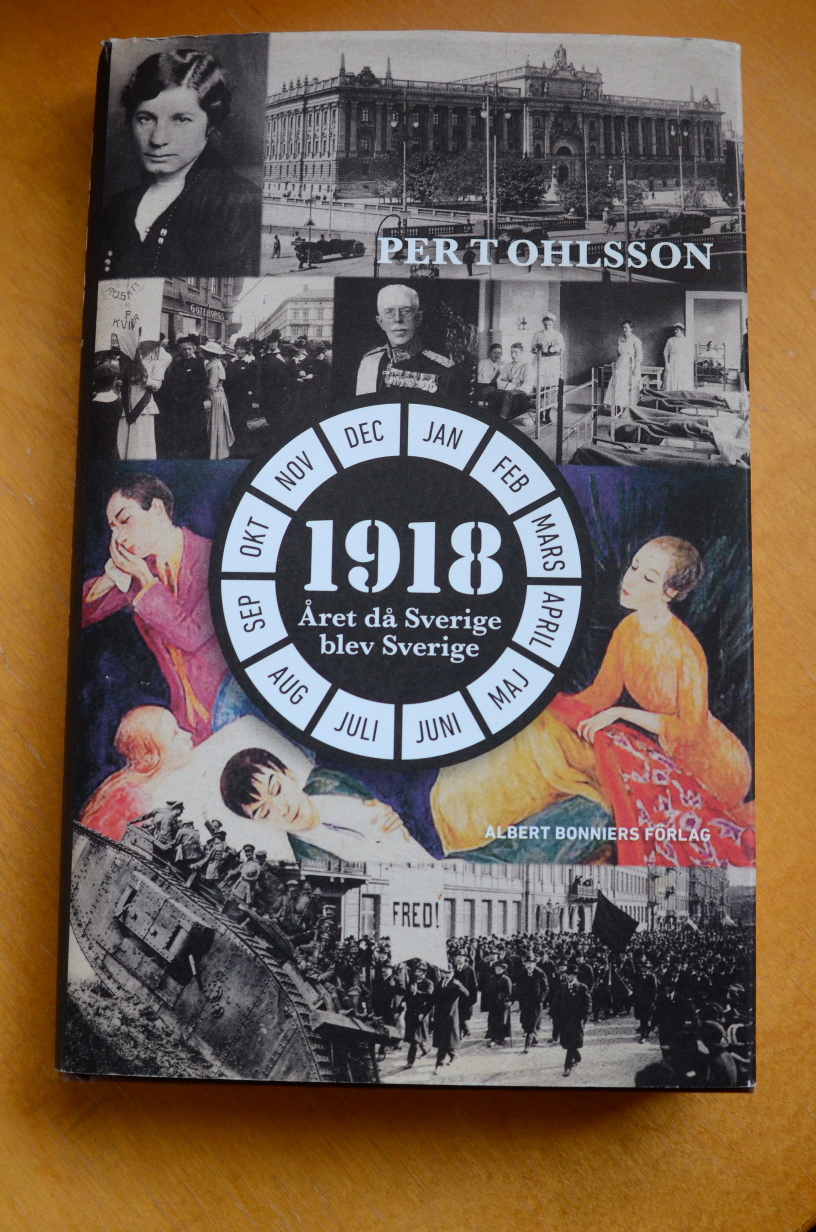 PER T OHLSSON
GÖTEBORGS
DEC
JAN
FEB
MARS
APRIL
MAJ
JUNI
JULI
AUG
SEP
OKT
NOV
1918
Året då Sverige
blev Sverige
ALBERT BONNIERS FÖRLAG
FRED!